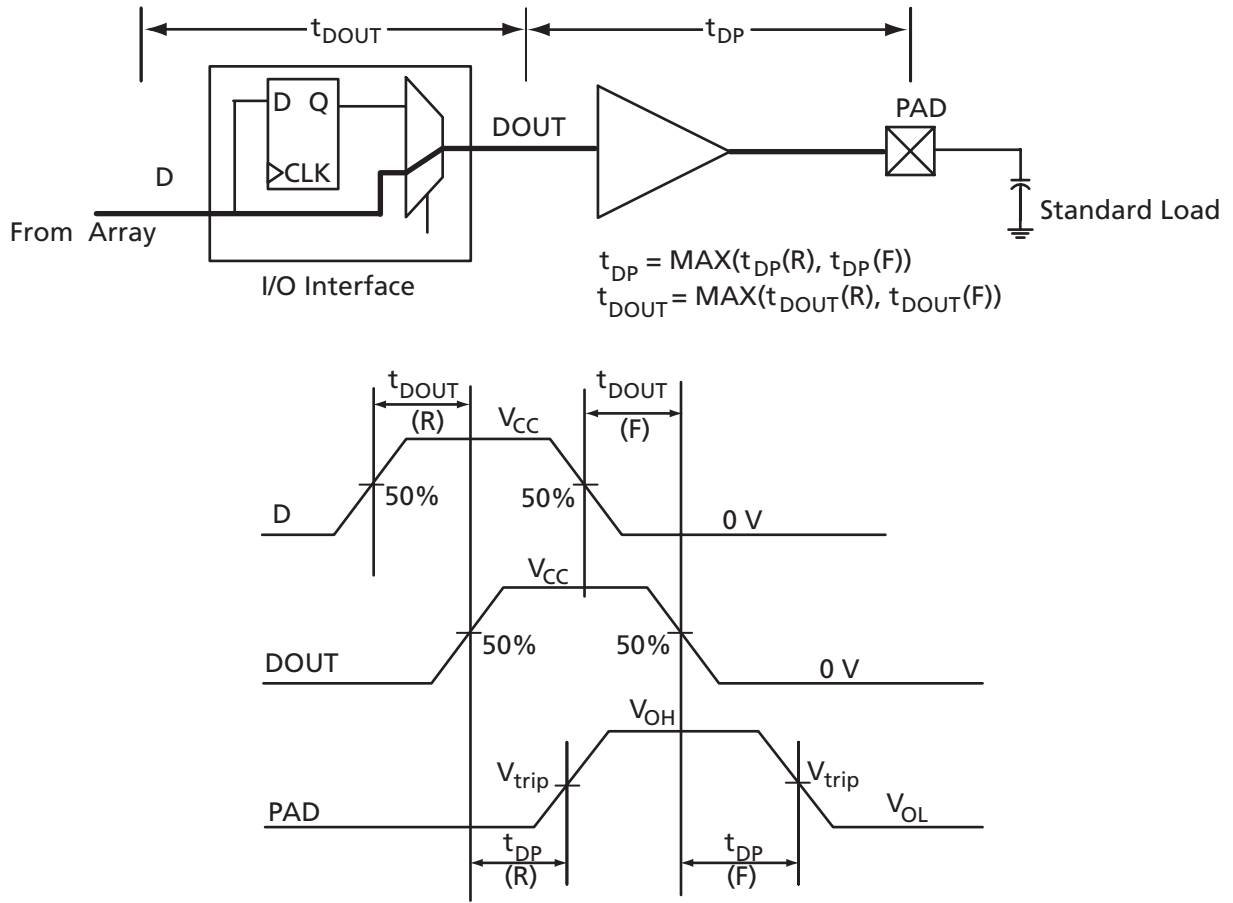 tDOUT tDP
PAD
D Q
DOUT
CLK
D
From Array
Standard Load
I/O Interface
tDP = MAX(tDP(R), tDP(F))
tDOUT = MAX(tDOUT(R), tDOUT(F))
tDOUT tDOUT
(R) VCC (F)
50% 50%
D 0 V
VCC
50% 50%
DOUT 0 V
VOH
Vtrip Vtrip
PAD VOL
tDP tDP
(R) (F)